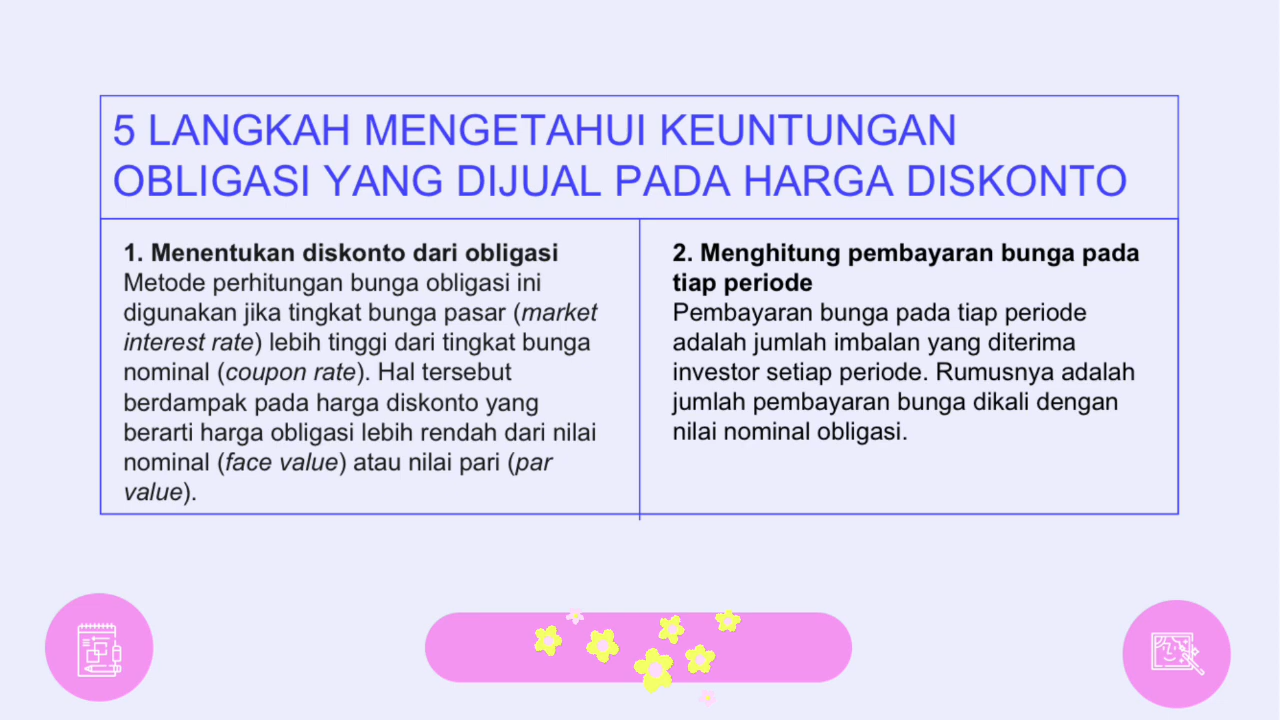 5 LANGKAH MENGETAHUI KEUNTUNGAN
OBLIGASI YANG DIJUAL PADA HARGA DISKONTO
1. Menentukan diskonto dari obligasi
Metode perhitungan bunga obligasi ini
digunakan jika tingkat bunga pasar (market
interest rate) lebih tinggi dari tingkat bunga
nominal (coupon rate). Hal tersebut
berdampak pada harga diskonto yang
berarti harga obligasi lebih rendah dari nilai
nominal (face value) atau nilai pari (par
value).
2. Menghitung pembayaran bunga pada
tiap periode
Pembayaran bunga pada tiap periode
adalah jumlah imbalan yang diterima
investor setiap periode. Rumusnya adalah
jumlah pembayaran bunga dikali dengan
nilai nominal obligasi.